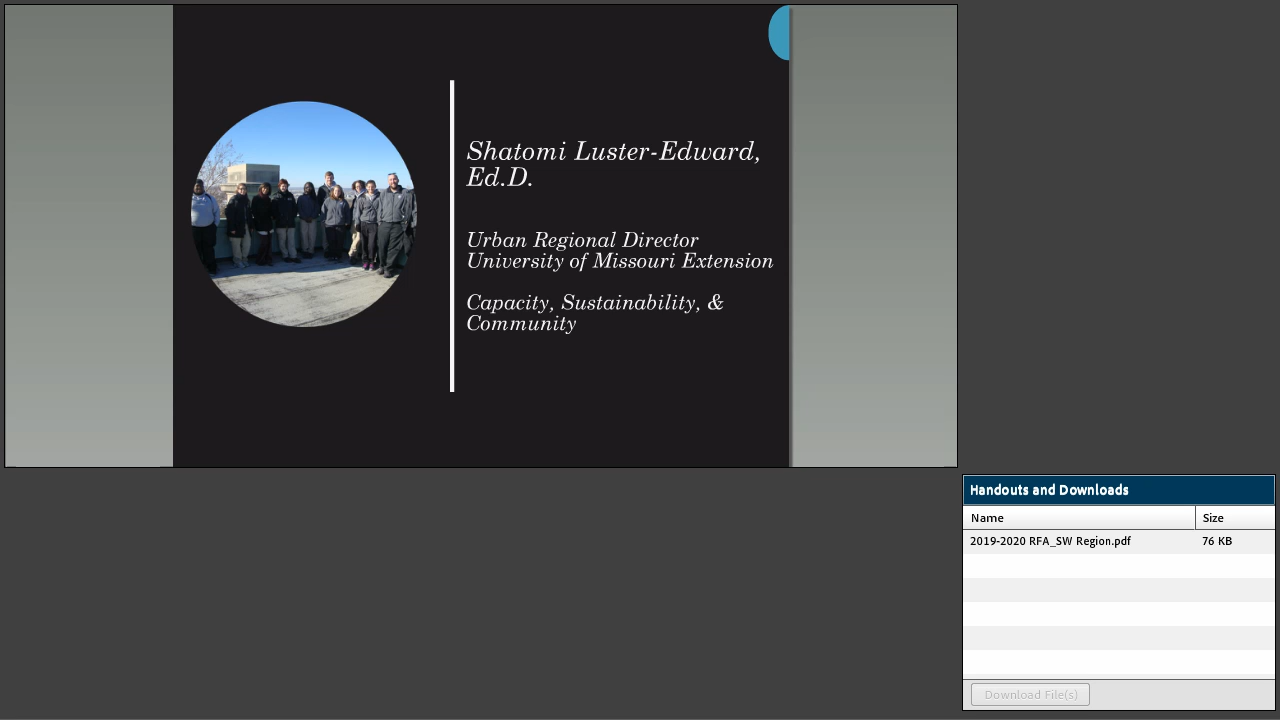 Shatomi Luster-Edward,
Ed.D.
Urban Regional Director
University of Missouri Extension
Capacity, Sustainability, &
Community
Handouts and Downloads
Name Size
2019-2020 RFA_SW Region.pdf 76 KB
Download File(s)